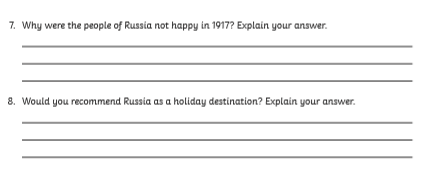 7. Why were the people of Russia not happy in 1917? Explain your answer.
8. Would you recommend Russia as a holiday destination? Explain your answer.